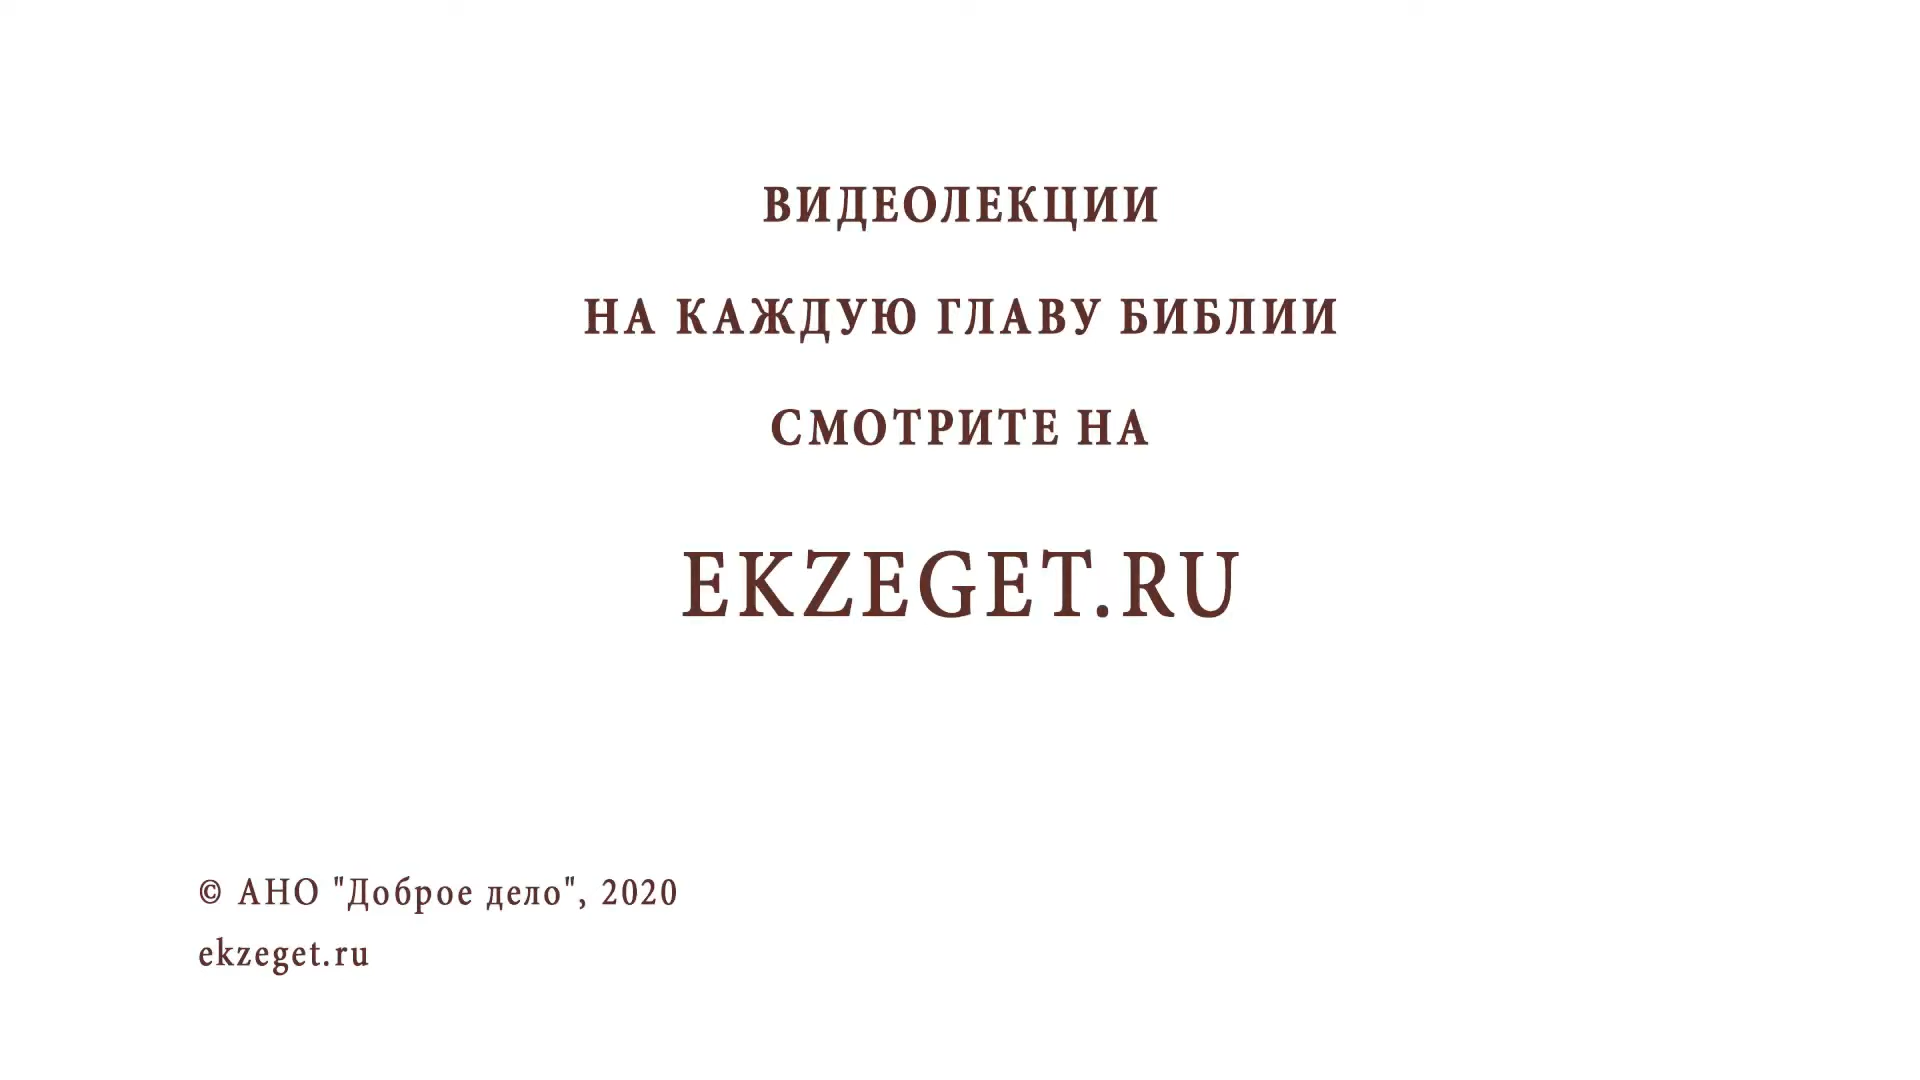 ВИДЕОЛЕКЦИИ
НА КАЖДУЮ ГЛАВУ БИБЛИИ
СМОТРИТЕ НА
EKZEGET.RU
© АНО "Доброе дело", 2020
ekzeget.ru